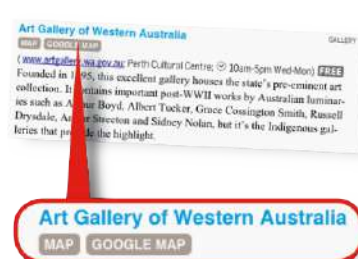 Art Gallery of Western Australia GALLERY
MAP GOOGLE MAP
(www.artgallery.wa.gov.au; Perth Cultural Centre; 10am-5pm Wed-Mon) FREE
Founded in 1895, this excellent gallery houses the state's pre-eminent art
collection. It contains important post-WWII works by Australian luminar-
ies such as Arthur Boyd, Albert Tucker, Grace Cossington Smith, Russell
Drysdale, Arthur Streeton and Sidney Nolan, but it's the Indigenous gal-
leries that provide the highlight.
Art Gallery of Western Australia
MAP GOOGLE MAP